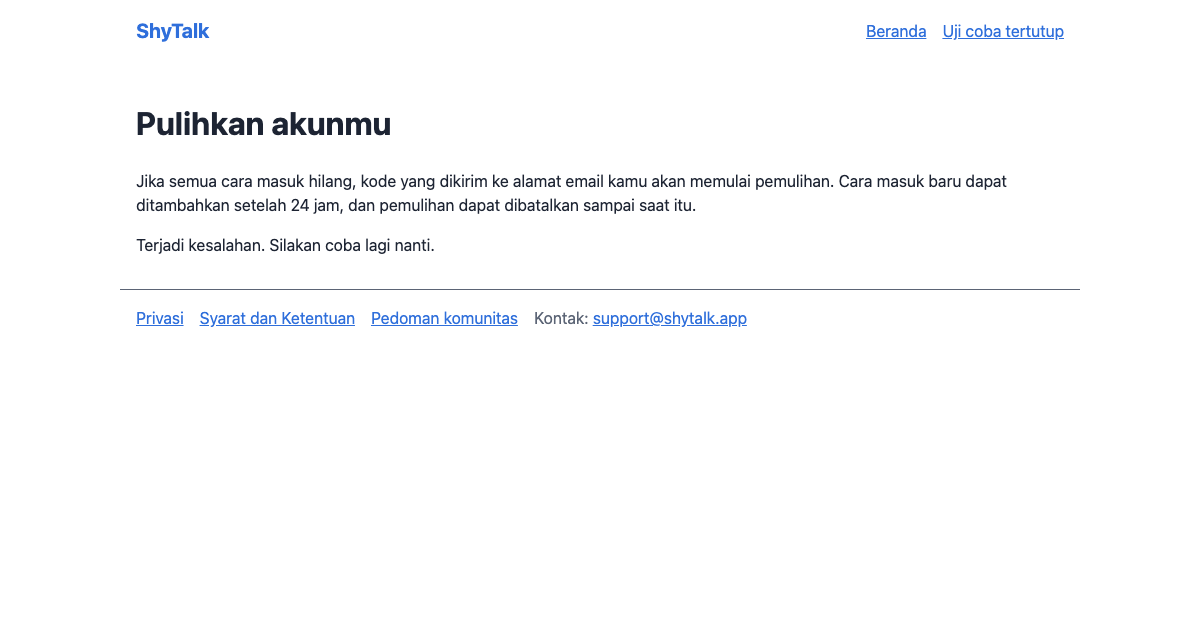 ShyTalk
Beranda
Uji coba tertutup
Pulihkan akunmu
Jika semua cara masuk hilang, kode yang dikirim ke alamat email kamu akan memulai pemulihan. Cara masuk baru dapat
ditambahkan setelah 24 jam, dan pemulihan dapat dibatalkan sampai saat itu.
Terjadi kesalahan. Silakan coba lagi nanti.
Privasi
Syarat dan Ketentuan
Pedoman komunitas
Kontak: support@shytalk.app